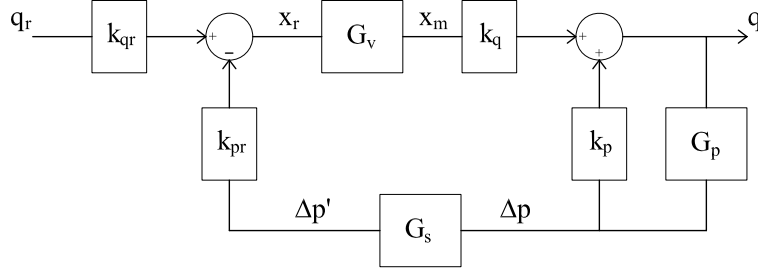 q_r
k_qr
+
−
x_r
G_v
x_m
k_q
+
+
q
k_pr
k_p
G_p
Δp'
G_s
Δp